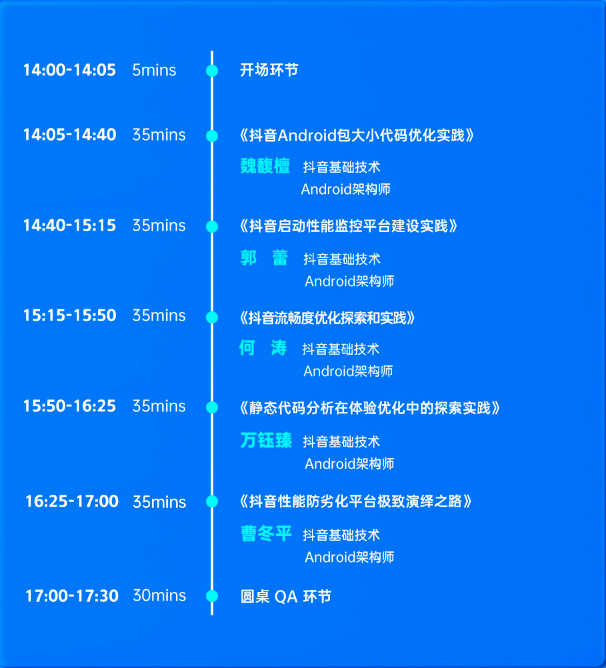 14:00-14:05 5mins 开场环节
14:05-14:40 35mins 《抖音Android包大小代码优化实践》
魏馥檀 抖音基础技术
Android架构师
14:40-15:15 35mins 《抖音启动性能监控平台建设实践》
郭 蕾 抖音基础技术
Android架构师
15:15-15:50 35mins 《抖音流畅度优化探索和实践》
何 涛 抖音基础技术
Android架构师
15:50-16:25 35mins 《静态代码分析在体验优化中的探索实践》
万钰臻 抖音基础技术
Android架构师
16:25-17:00 35mins 《抖音性能防劣化平台极致演绎之路》
曹冬平 抖音基础技术
Android架构师
17:00-17:30 30mins 圆桌 QA 环节